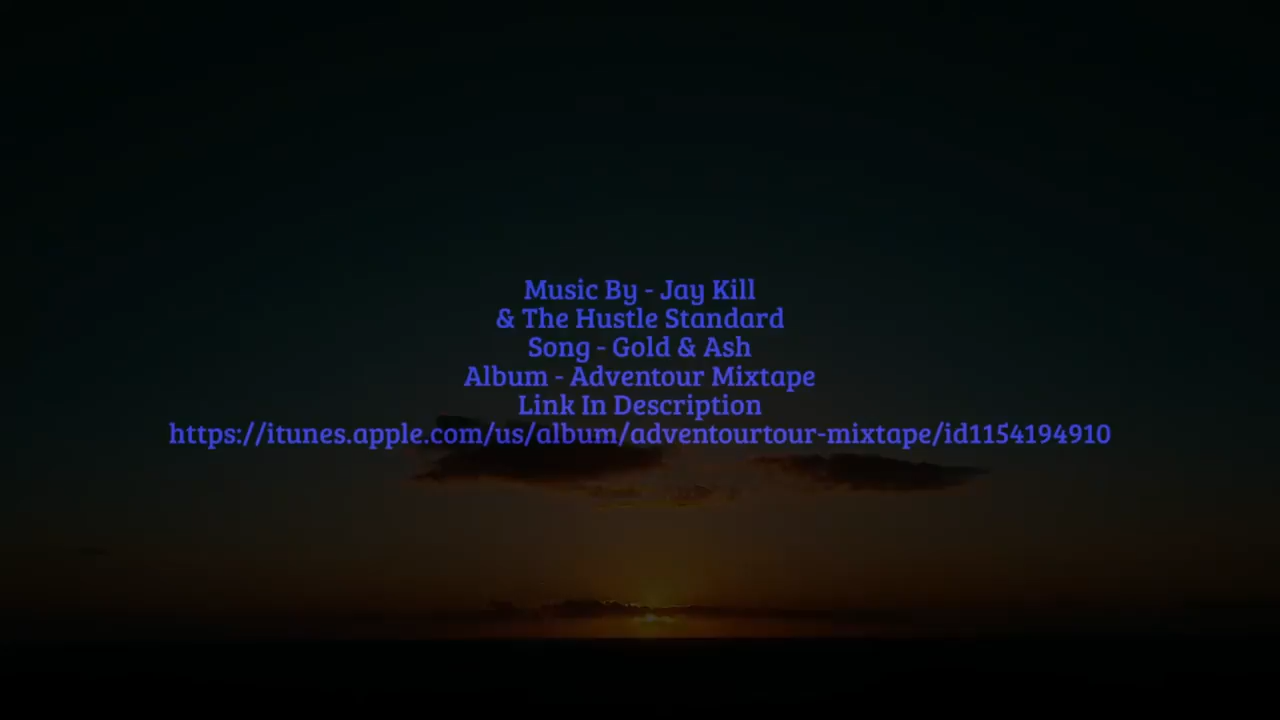 Music By - Jay Kill
& The Hustle Standard
Song - Gold & Ash
Album - Adventour Mixtape
Link In Description
https://itunes.apple.com/us/album/adventourtour-mixtape/id1154194910